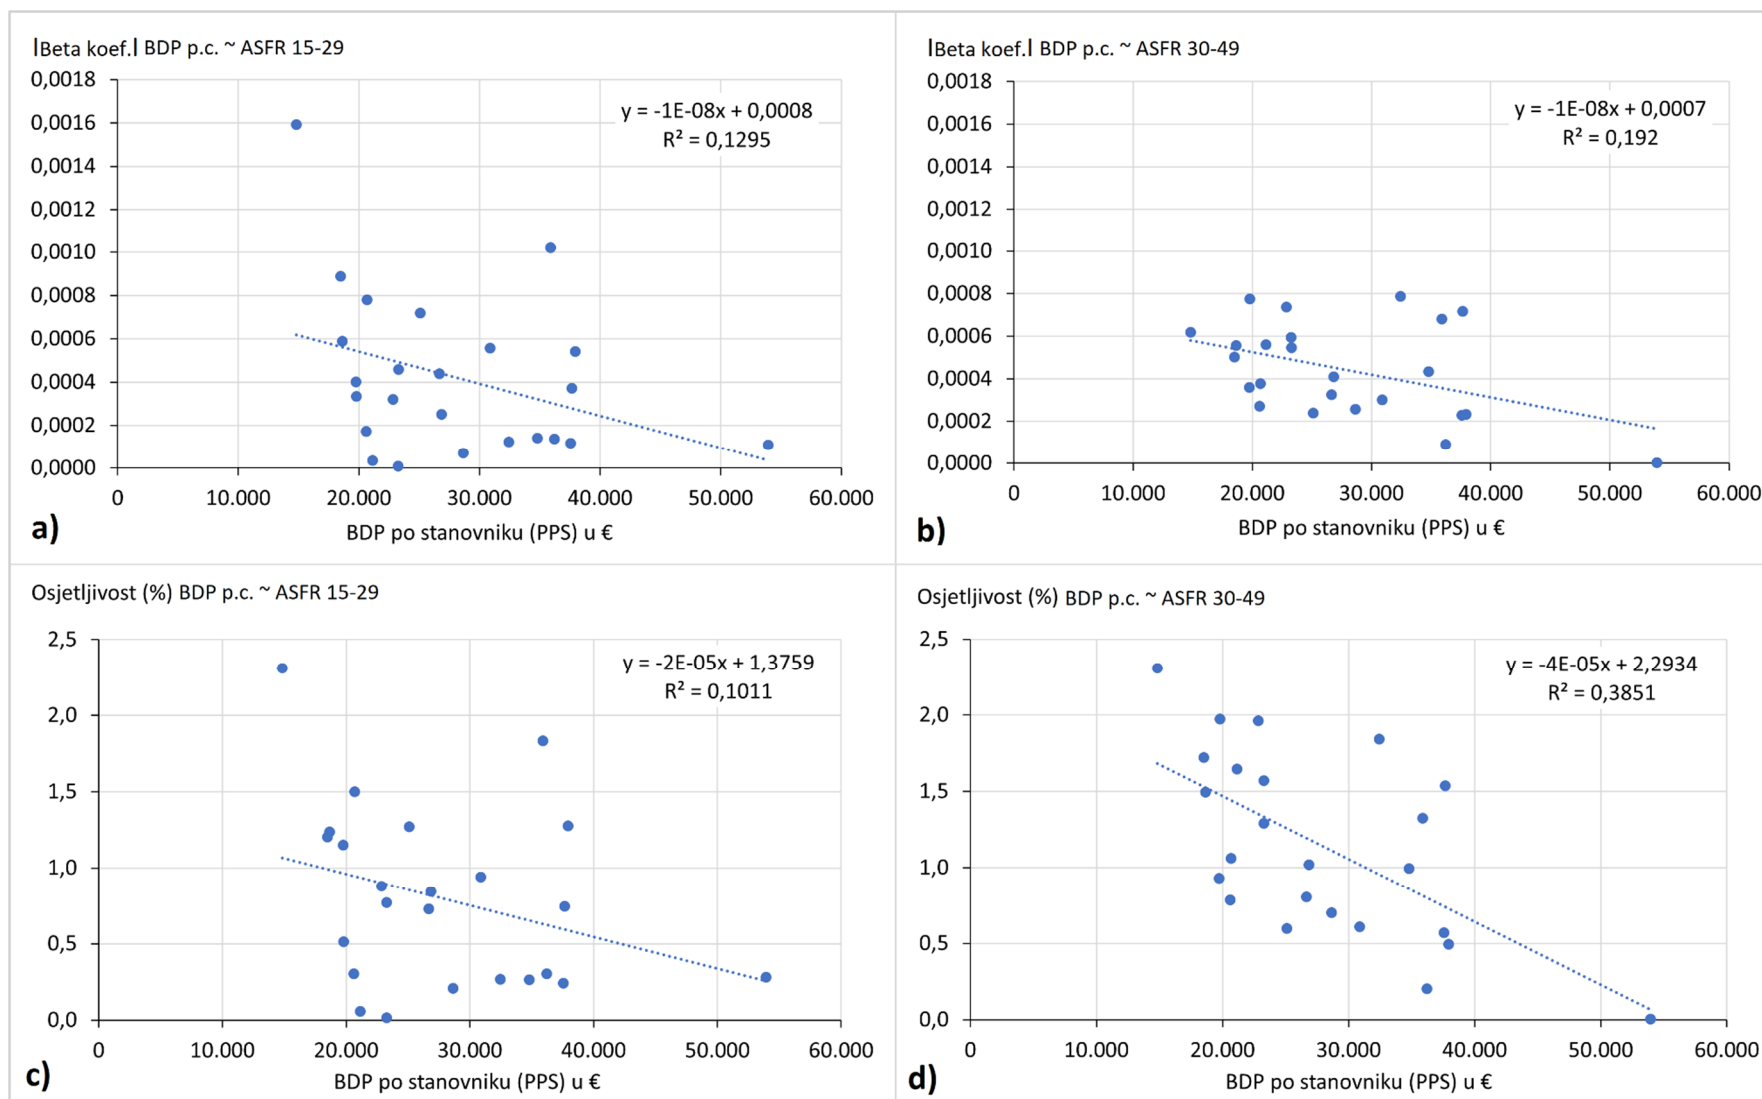 |Beta koef.| BDP p.c. ~ ASFR 15-29
0,0018
0,0016
0,0014
0,0012
0,0010
0,0008
0,0006
0,0004
0,0002
0,0000
y = -1E-08x + 0,0008
R² = 0,1295
0 10.000 20.000 30.000 40.000 50.000 60.000
BDP po stanovniku (PPS) u €
a)
|Beta koef.| BDP p.c. ~ ASFR 30-49
0,0018
0,0016
0,0014
0,0012
0,0010
0,0008
0,0006
0,0004
0,0002
0,0000
y = -1E-08x + 0,0007
R² = 0,192
0 10.000 20.000 30.000 40.000 50.000 60.000
BDP po stanovniku (PPS) u €
b)
Osjetljivost (%) BDP p.c. ~ ASFR 15-29
2,5
2,0
1,5
1,0
0,5
0,0
y = -2E-05x + 1,3759
R² = 0,1011
0 10.000 20.000 30.000 40.000 50.000 60.000
BDP po stanovniku (PPS) u €
c)
Osjetljivost (%) BDP p.c. ~ ASFR 30-49
2,5
2,0
1,5
1,0
0,5
0,0
y = -4E-05x + 2,2934
R² = 0,3851
0 10.000 20.000 30.000 40.000 50.000 60.000
BDP po stanovniku (PPS) u €
d)